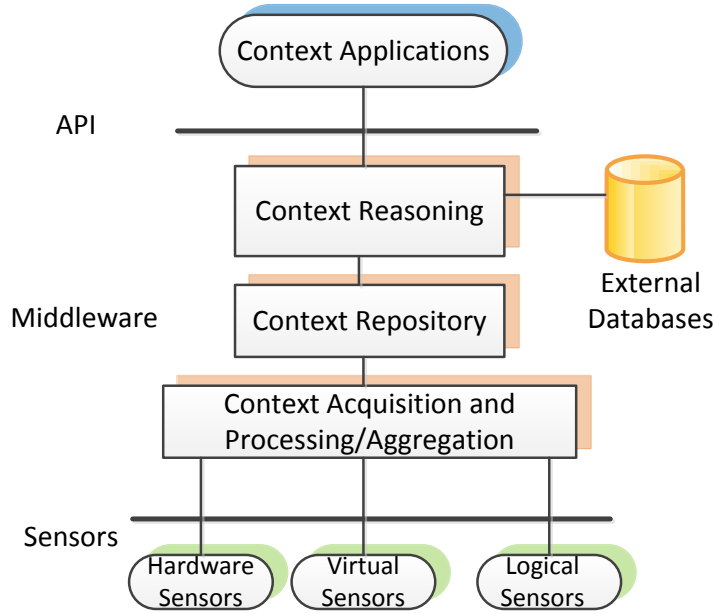 Context Applications
API
Context Reasoning
External
Databases
Middleware
Context Repository
Context Acquisition and
Processing/Aggregation
Sensors
Hardware
Sensors
Virtual
Sensors
Logical
Sensors